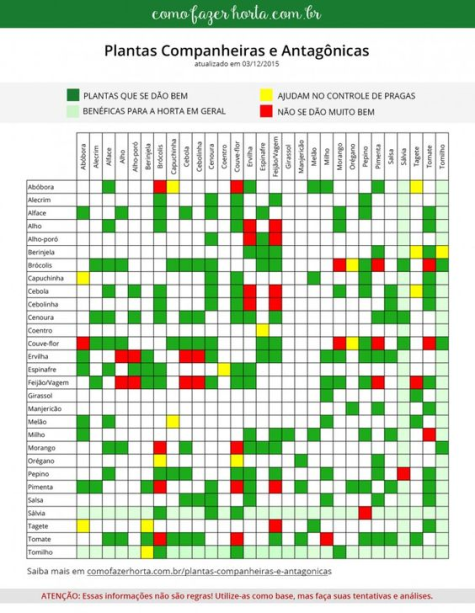 comofazerhorta.com.br
Plantas Companheiras e Antagônicas
atualizado em 03/12/2015
PLANTAS QUE SE DÃO BEM
AJUDAM NO CONTROLE DE PRAGAS
BENÉFICAS PARA A HORTA EM GERAL
NÃO SE DÃO MUITO BEM
Abóbora
Alecrim
Alface
Alho
Alho-poró
Berinjela
Brócolis
Capuchinha
Cebola
Cebolinha
Cenoura
Coentro
Couve-flor
Ervilha
Espinafre
Feijão/Vagem
Girassol
Manjericão
Melão
Milho
Morango
Orégano
Pepino
Pimenta
Salsa
Sálvia
Tagete
Tomate
Tomilho
Abóbora
Alecrim
Alface
Alho
Alho-poró
Berinjela
Brócolis
Capuchinha
Cebola
Cebolinha
Cenoura
Coentro
Couve-flor
Ervilha
Espinafre
Feijão/Vagem
Girassol
Manjericão
Melão
Milho
Morango
Orégano
Pepino
Pimenta
Salsa
Sálvia
Tagete
Tomate
Tomilho
Saiba mais em comofazerhorta.com.br/plantas-companheiras-e-antagonicas
ATENÇÃO: Essas informações não são regras! Utilize-as como base, mas faça suas tentativas e análises.